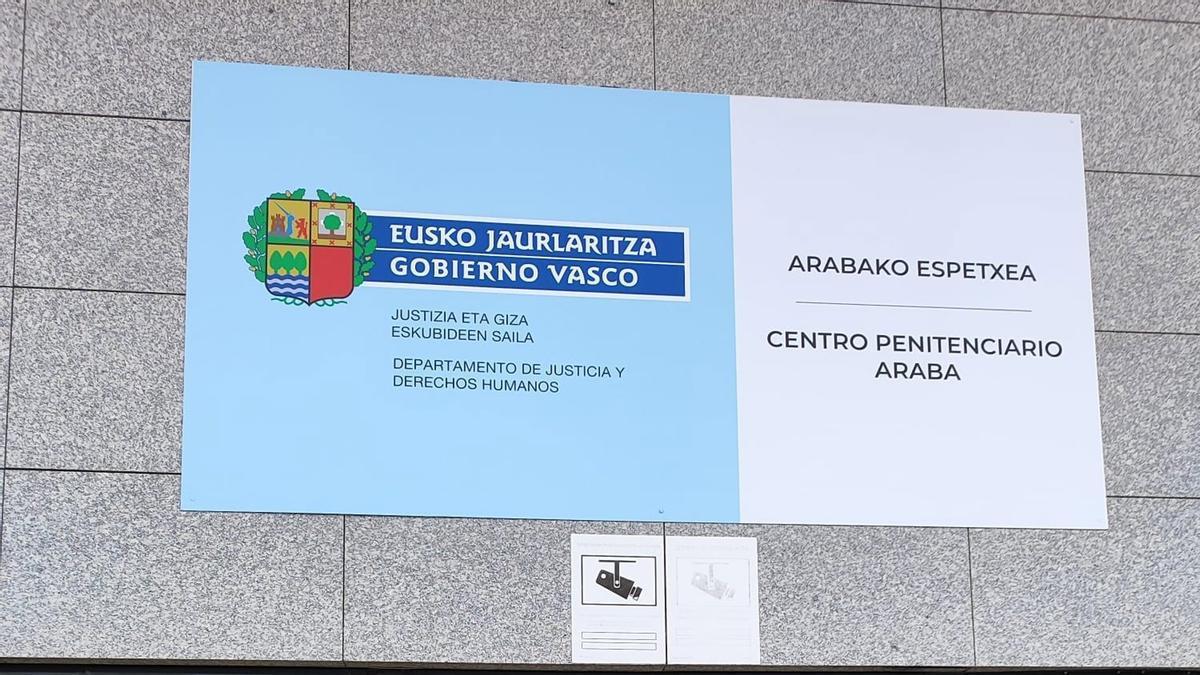 EUSKO JAURLARITZA
GOBIERNO VASCO
JUSTIZIA ETA GIZA
ESKUBIDEEN SAILA
DEPARTAMENTO DE JUSTICIA Y
DERECHOS HUMANOS
ARABAKO ESPETXEA
CENTRO PENITENCIARIO
ARABA